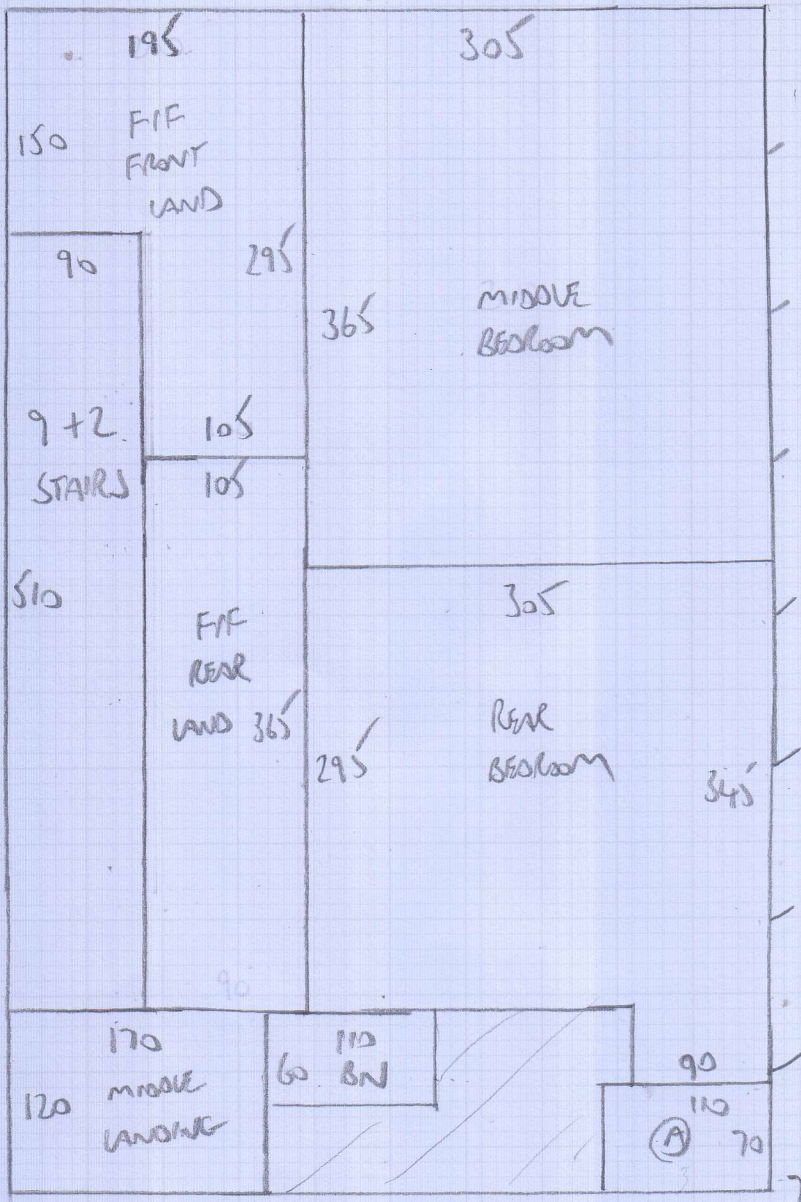 195
305
150
F/F
FRONT
LAND
90
295
365
MIDDLE
BEDROOM
9 + 2
STAIRS
105
105
510
305
F/F
REAR
LAND 365
295
REAR
BEDROOM
345
90
170
MIDDLE
LANDING
120
110
60 BN
90
110
A 70